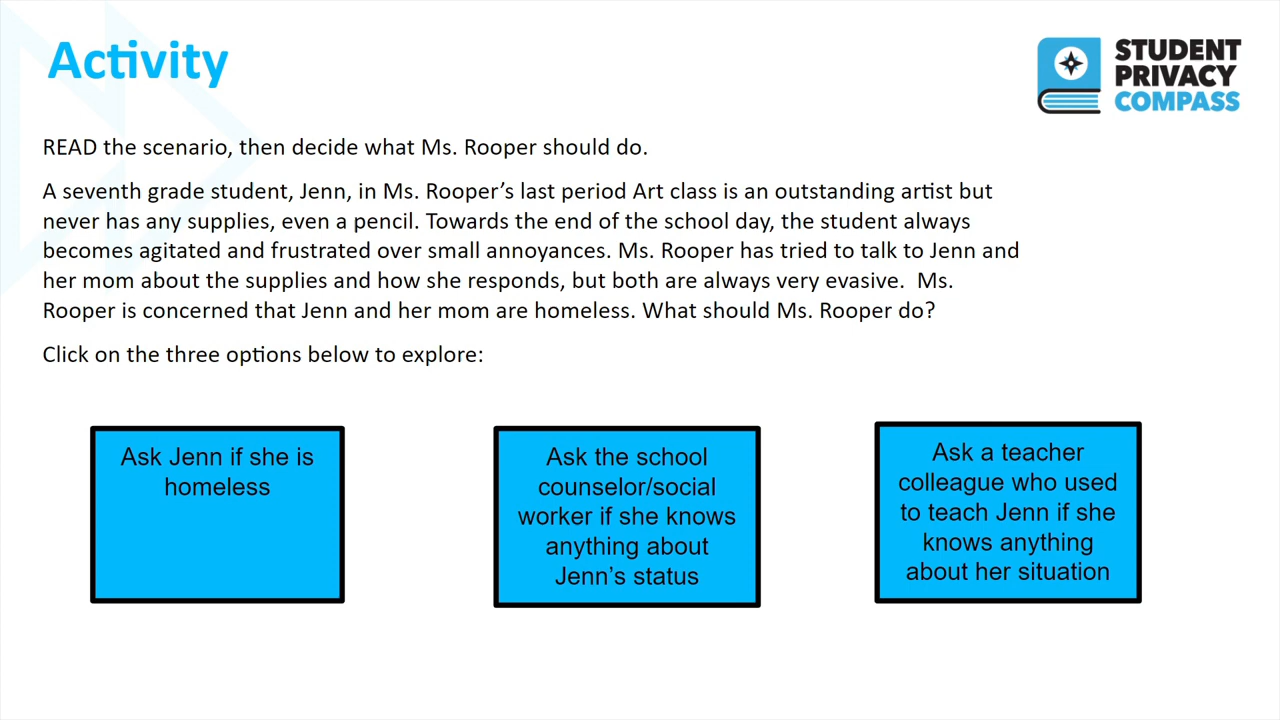 Activity
STUDENT
PRIVACY
COMPASS
READ the scenario, then decide what Ms. Rooper should do.
A seventh grade student, Jenn, in Ms. Rooper’s last period Art class is an outstanding artist but
never has any supplies, even a pencil. Towards the end of the school day, the student always
becomes agitated and frustrated over small annoyances. Ms. Rooper has tried to talk to Jenn and
her mom about the supplies and how she responds, but both are always very evasive.  Ms.
Rooper is concerned that Jenn and her mom are homeless. What should Ms. Rooper do?
Click on the three options below to explore:
Ask Jenn if she is
homeless
Ask the school
counselor/social
worker if she knows
anything about
Jenn’s status
Ask a teacher
colleague who used
to teach Jenn if she
knows anything
about her situation